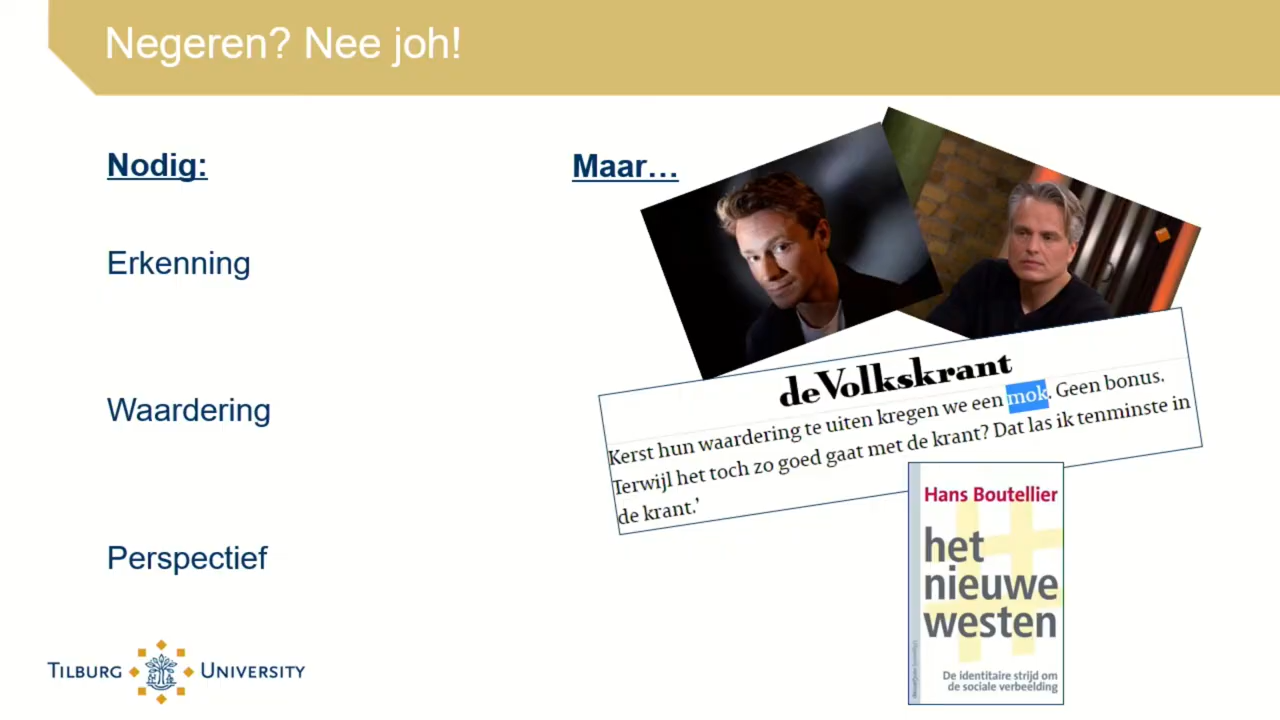 Negeren? Nee joh!
Nodig:
Erkenning
Waardering
Perspectief
Maar…
deVolkskrant
Kerst hun waardering te uiten kregen we een mok. Geen bonus.
Terwijl het toch zo goed gaat met de krant? Dat las ik tenminste in
de krant.’
Hans Boutellier
het
nieuwe
westen
De identitaire strijd om
de sociale verbeelding
TILBURG UNIVERSITY